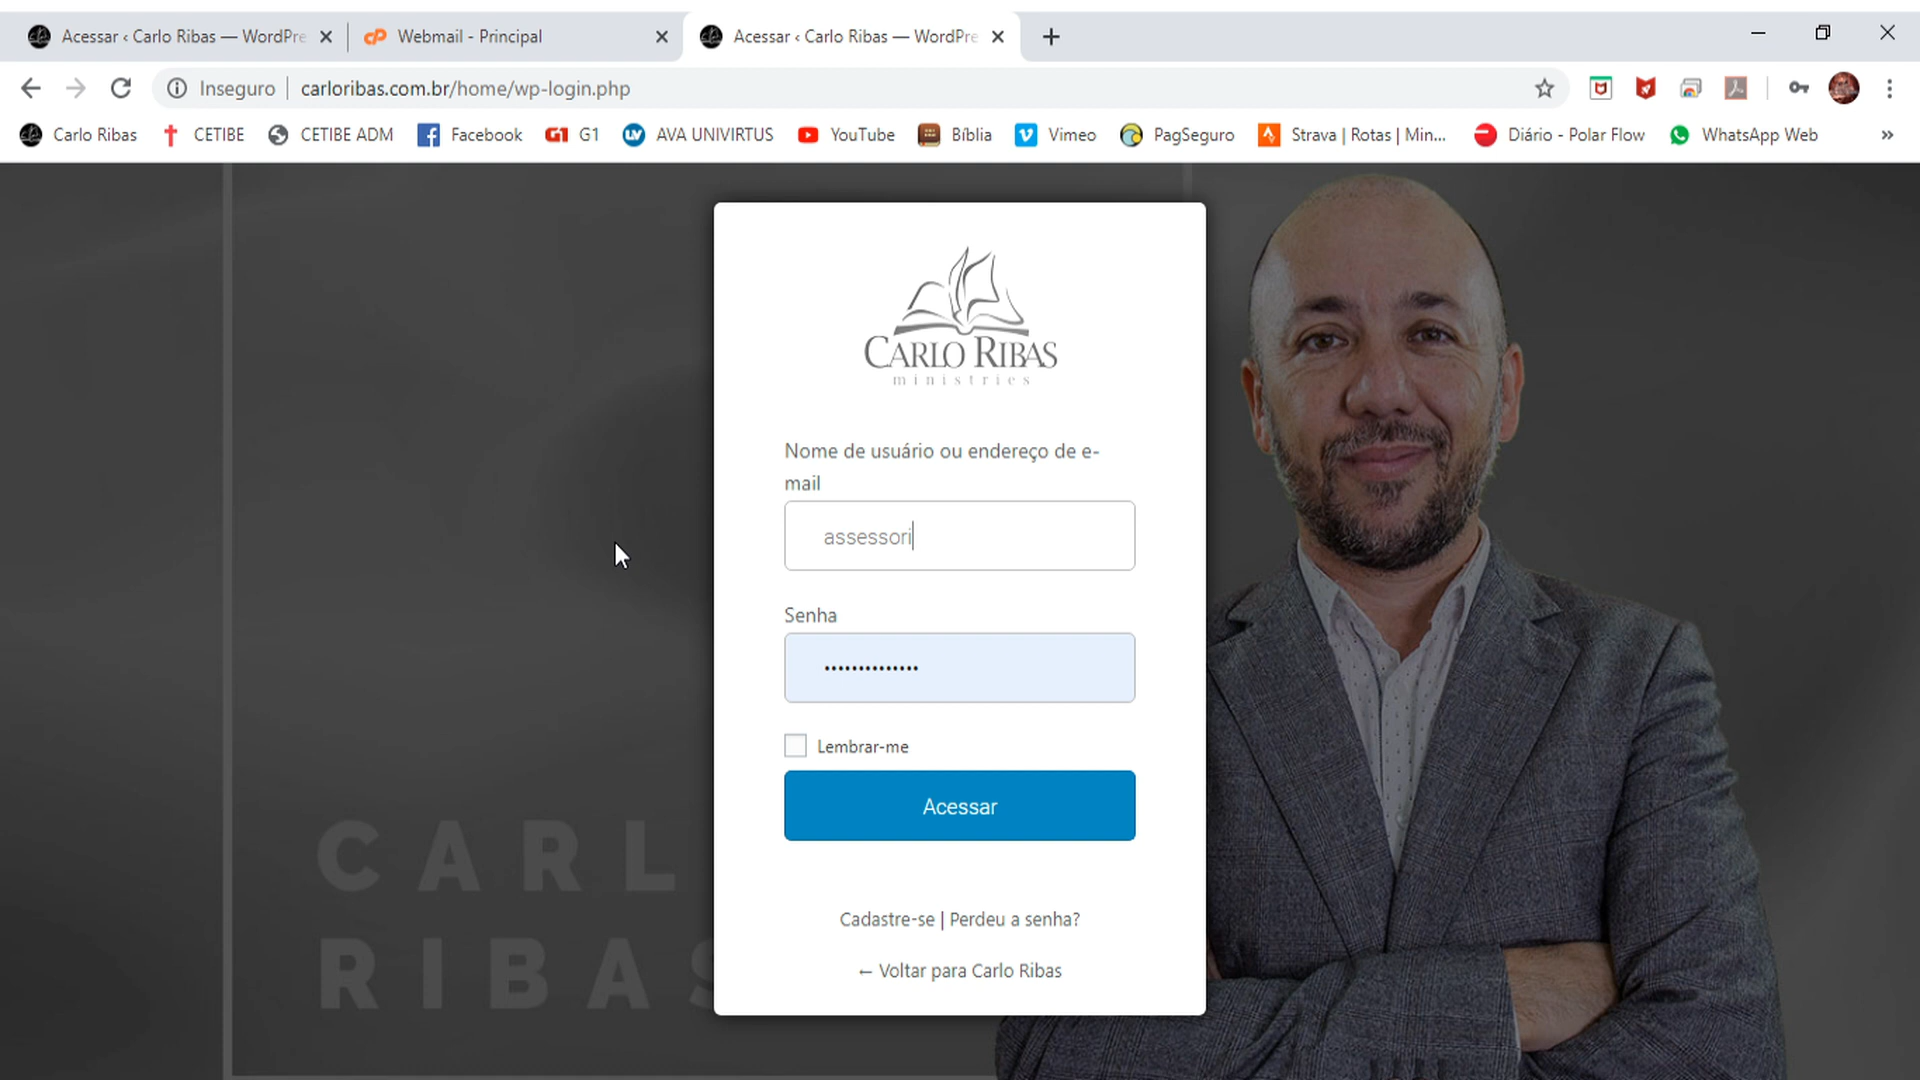 Acessar ‹ Carlo Ribas — WordPre
Webmail - Principal
Acessar ‹ Carlo Ribas — WordPre
Inseguro
carloribas.com.br/home/wp-login.php
Carlo Ribas
CETIBE
CETIBE ADM
Facebook
G1
G1
AVA UNIVIRTUS
YouTube
Bíblia
Vimeo
PagSeguro
Strava | Rotas | Min...
Diário - Polar Flow
WhatsApp Web
»
CARLO RIBAS
ministries
Nome de usuário ou endereço de e-
mail
assessori
Senha
••••••••••••••
Lembrar-me
Acessar
Cadastre-se | Perdeu a senha?
← Voltar para Carlo Ribas
CARL
RIBAS